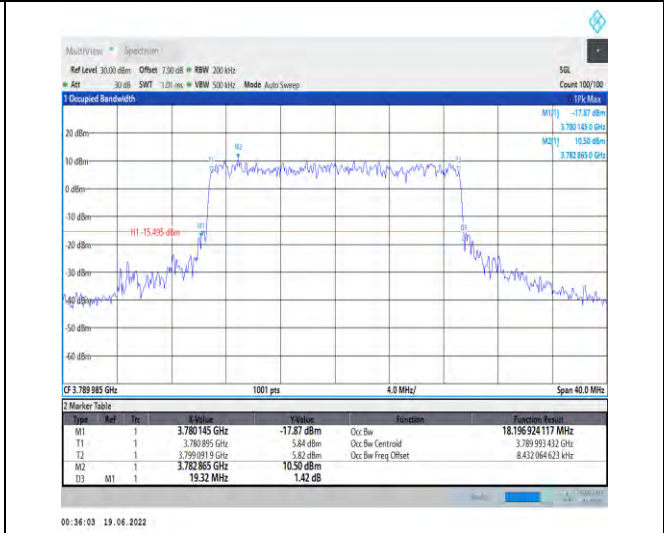 MultiView Spectrum
Ref Level 30.00 dBm Offset 7.50 dB RBW 200 kHz SGL
Att 30 dB SWT 1.01 ms VBW 500 kHz Mode Auto Sweep Count 100/100
1 Occupied Bandwidth 1Pk Max
M1[1] -17.87 dBm
3.780 145 0 GHz
M2[1] 10.50 dBm
3.782 865 0 GHz
20 dBm
M2
10 dBm
T1 T2
0 dBm
-10 dBm
H1 -15.495 dBm
M1 D3
-20 dBm
-30 dBm
-40 dBm
-50 dBm
-60 dBm
CF 3.789 985 GHz 1001 pts 4.0 MHz/ Span 40.0 MHz
2 Marker Table
Type Ref Trc X-Value Y-Value Function Function Result
M1 1 3.780 145 GHz -17.87 dBm Occ Bw 18.196 924 117 MHz
T1 1 3.780 895 GHz 5.84 dBm Occ Bw Centroid 3.789 993 432 GHz
T2 1 3.799 091 9 GHz 5.82 dBm Occ Bw Freq Offset 8.432 064 623 kHz
M2 1 3.782 865 GHz 10.50 dBm
D3 M1 1 19.32 MHz 1.42 dB
00:36:03 19.06.2022